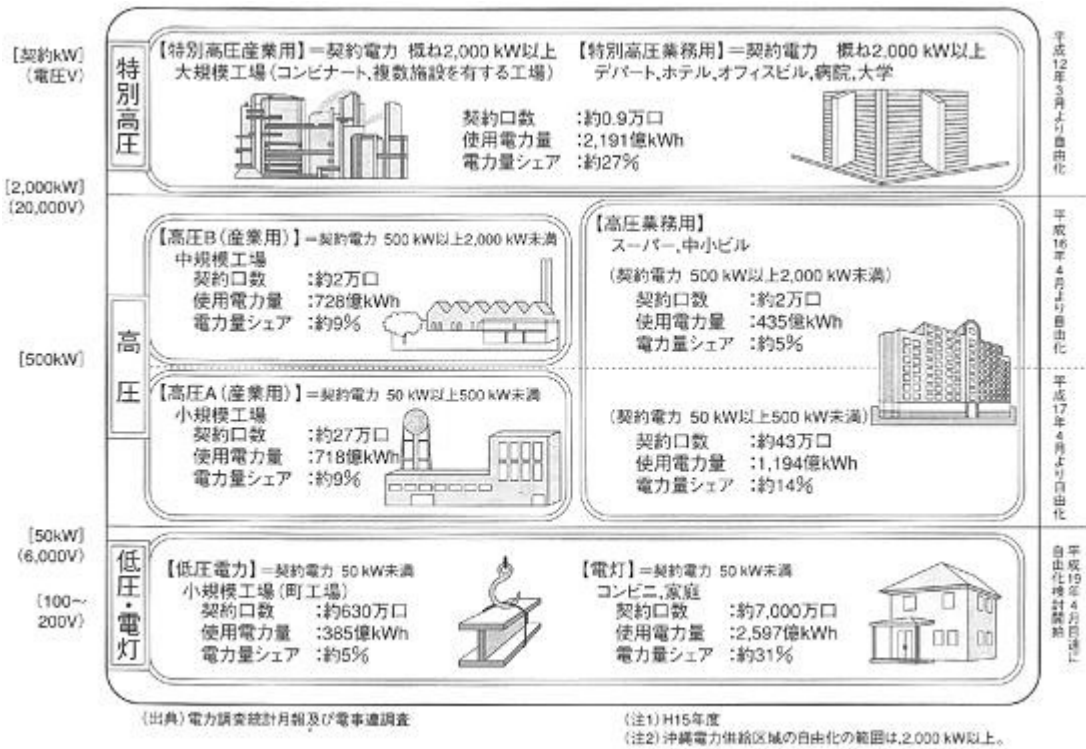 [契約kW]
(電圧V)
特別高圧
【特別高圧産業用】＝契約電力 概ね2,000 kW以上
大規模工場(コンビナート,複数施設を有する工場)
【特別高圧業務用】＝契約電力 概ね2,000 kW以上
デパート,ホテル,オフィスビル,病院,大学
契約口数 :約0.9万口
使用電力量 :2,191億kWh
電力量シェア :約27%
平成12年3月より自由化
[2,000kW]
(20,000V)
高圧
【高圧B(産業用)】＝契約電力 500 kW以上2,000 kW未満
中規模工場
契約口数 :約2万口
使用電力量 :728億kWh
電力量シェア :約9%
【高圧業務用】
スーパー,中小ビル
(契約電力 500 kW以上2,000 kW未満)
契約口数 :約2万口
使用電力量 :435億kWh
電力量シェア :約5%
平成16年4月より自由化
[500kW]
【高圧A(産業用)】＝契約電力 50 kW以上500 kW未満
小規模工場
契約口数 :約27万口
使用電力量 :718億kWh
電力量シェア :約9%
(契約電力 50 kW以上500 kW未満)
契約口数 :約43万口
使用電力量 :1,194億kWh
電力量シェア :約14%
平成17年4月より自由化
[50kW]
(6,000V)
[100〜
200V)
低圧・電灯
【低圧電力】＝契約電力 50 kW未満
小規模工場(町工場)
契約口数 :約630万口
使用電力量 :385億kWh
電力量シェア :約5%
【電灯】＝契約電力 50 kW未満
コンビニ,家庭
契約口数 :約7,000万口
使用電力量 :2,597億kWh
電力量シェア :約31%
平成19年4月目途に
自由化検討開始
(出典)電力調査統計月報及び電事連調査
(注1)H15年度
(注2)沖縄電力供給区域の自由化の範囲は,2,000 kW以上。